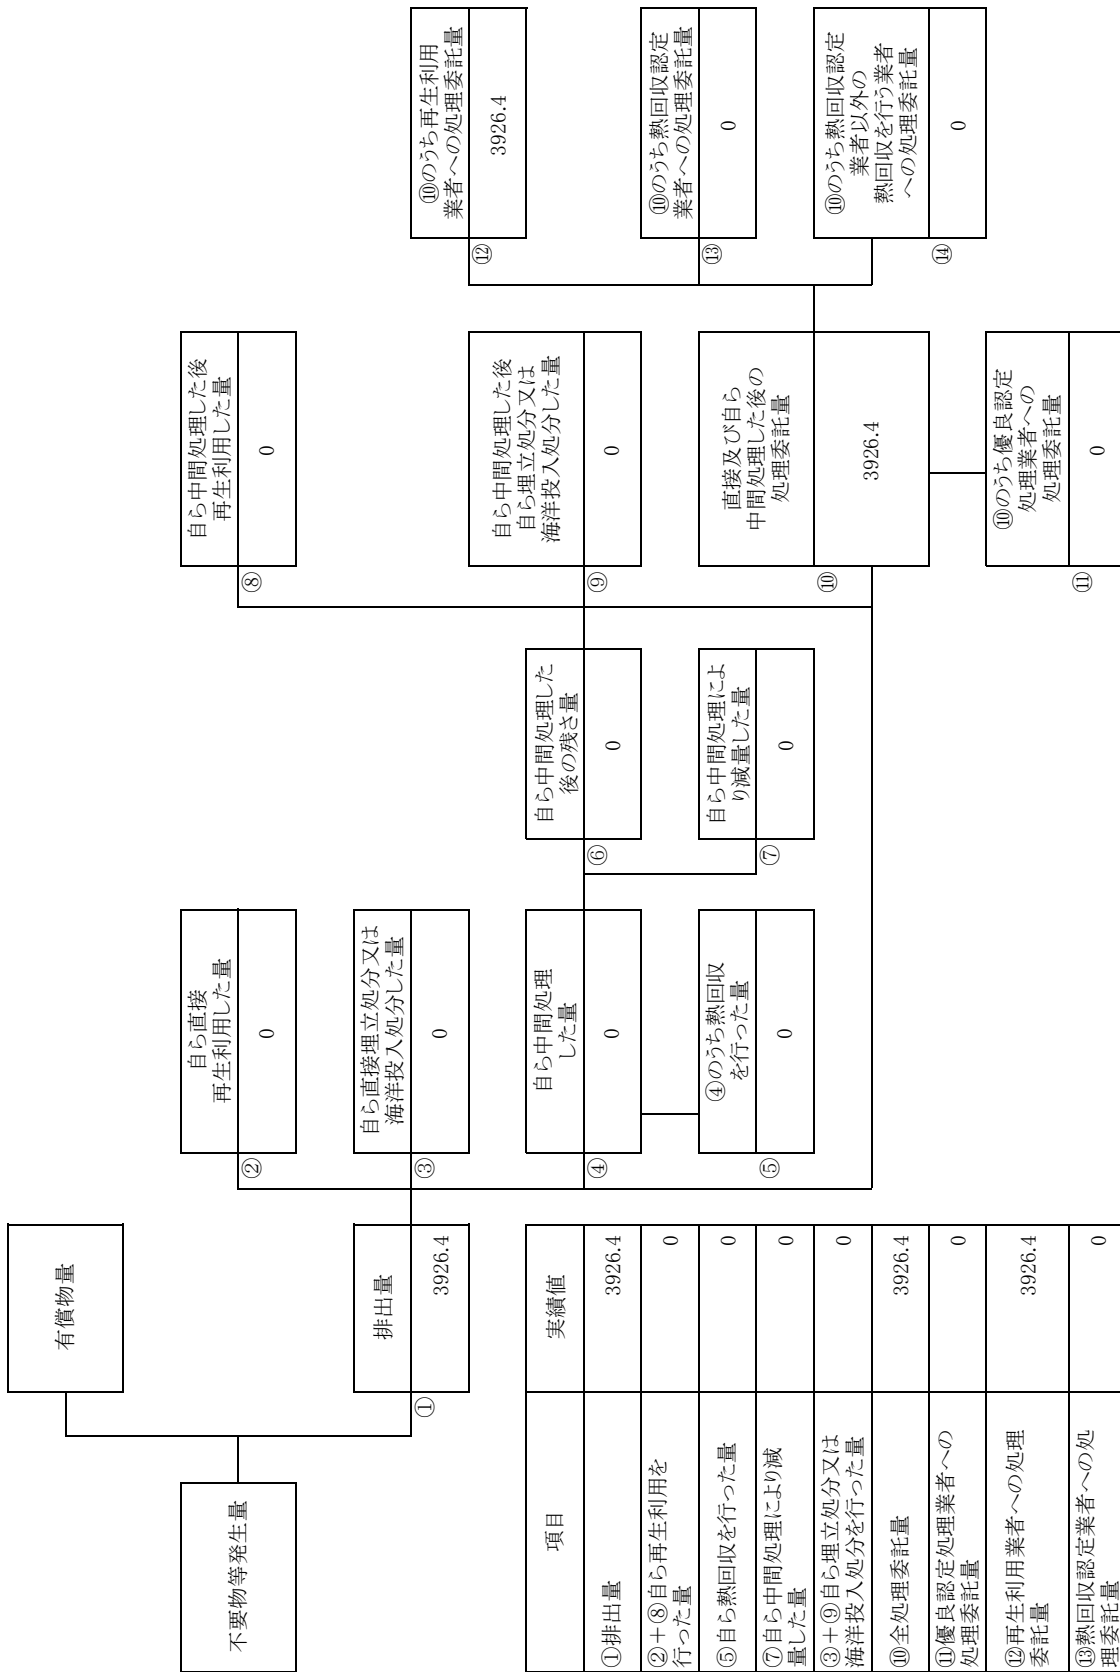 不要物等発生量
有償物量
①
排出量
3926.4
②
自ら直接
再生利用した量
0
③
自ら直接埋立処分又は
海洋投入処分した量
0
④
自ら中間処理
した量
0
⑤
④のうち熱回収
を行った量
0
⑥
自ら中間処理した
後の残さ量
0
⑦
自ら中間処理によ
り減量した量
0
⑧
自ら中間処理した後
再生利用した量
0
⑨
自ら中間処理した後
自ら埋立処分又は
海洋投入処分した量
0
⑩
直接及び自ら
中間処理した後の
処理委託量
3926.4
⑪
⑩のうち優良認定
処理業者への
処理委託量
0
⑫
⑩のうち再生利用
業者への処理委託量
3926.4
⑬
⑩のうち熱回収認定
業者への処理委託量
0
⑭
⑩のうち熱回収認定
業者以外の
熱回収を行う業者
への処理委託量
0
項目
実績値
①排出量
3926.4
②+⑧自ら再生利用を
行った量
0
⑤自ら熱回収を行った量
0
⑦自ら中間処理により減
量した量
0
③+⑨自ら埋立処分又は
海洋投入処分を行った量
0
⑩全処理委託量
3926.4
⑪優良認定処理業者への
処理委託量
0
⑫再生利用業者への処理
委託量
3926.4
⑬熱回収認定業者への処
理委託量
0